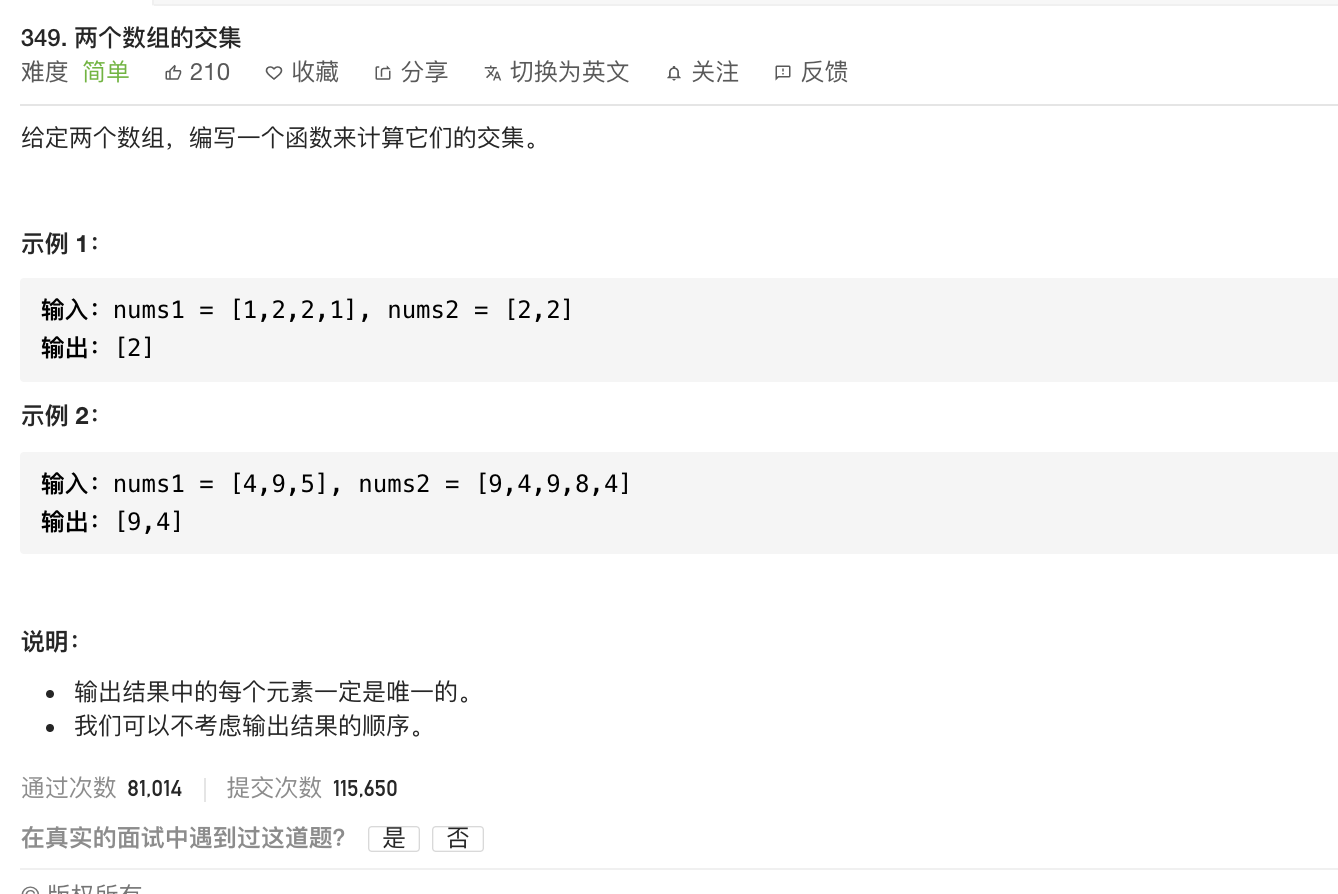 349. 两个数组的交集
难度 简单 210 收藏 分享 切换为英文 关注 反馈
给定两个数组，编写一个函数来计算它们的交集。
示例 1：
输入：nums1 = [1,2,2,1], nums2 = [2,2]
输出：[2]
示例 2：
输入：nums1 = [4,9,5], nums2 = [9,4,9,8,4]
输出：[9,4]
说明：
• 输出结果中的每个元素一定是唯一的。
• 我们可以不考虑输出结果的顺序。
通过次数 81,014 | 提交次数 115,650
在真实的面试中遇到过这道题？ 是 否
© 版权所有